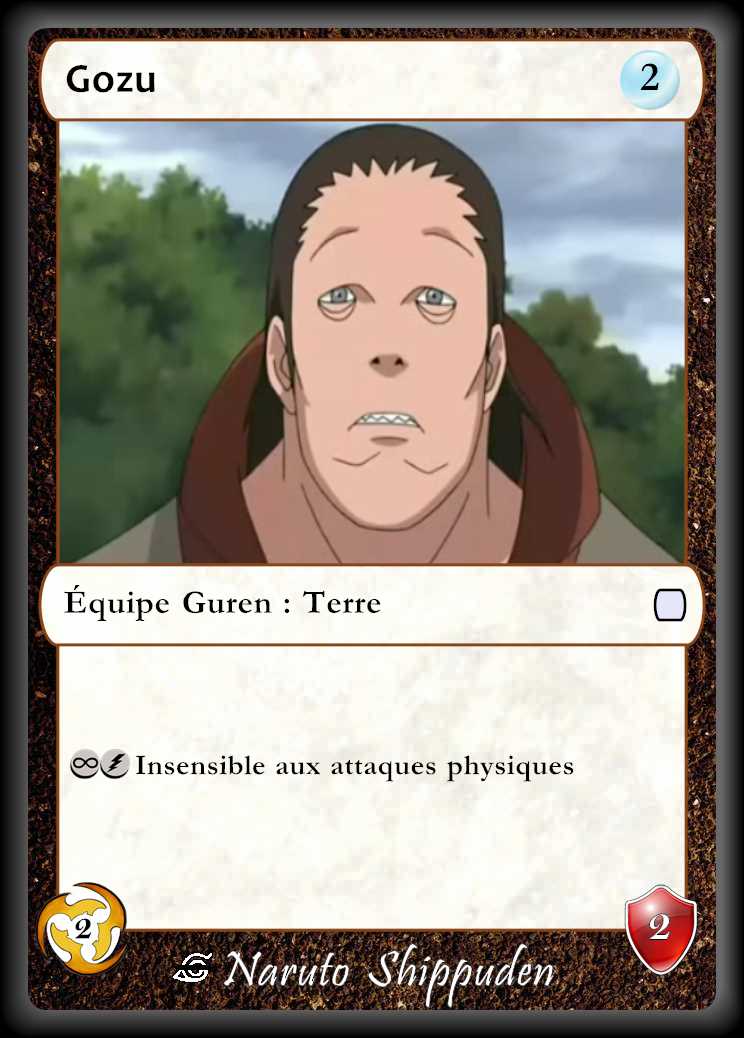 Gozu
2
Équipe Guren : Terre
Insensible aux attaques physiques
2
2
Naruto Shippuden